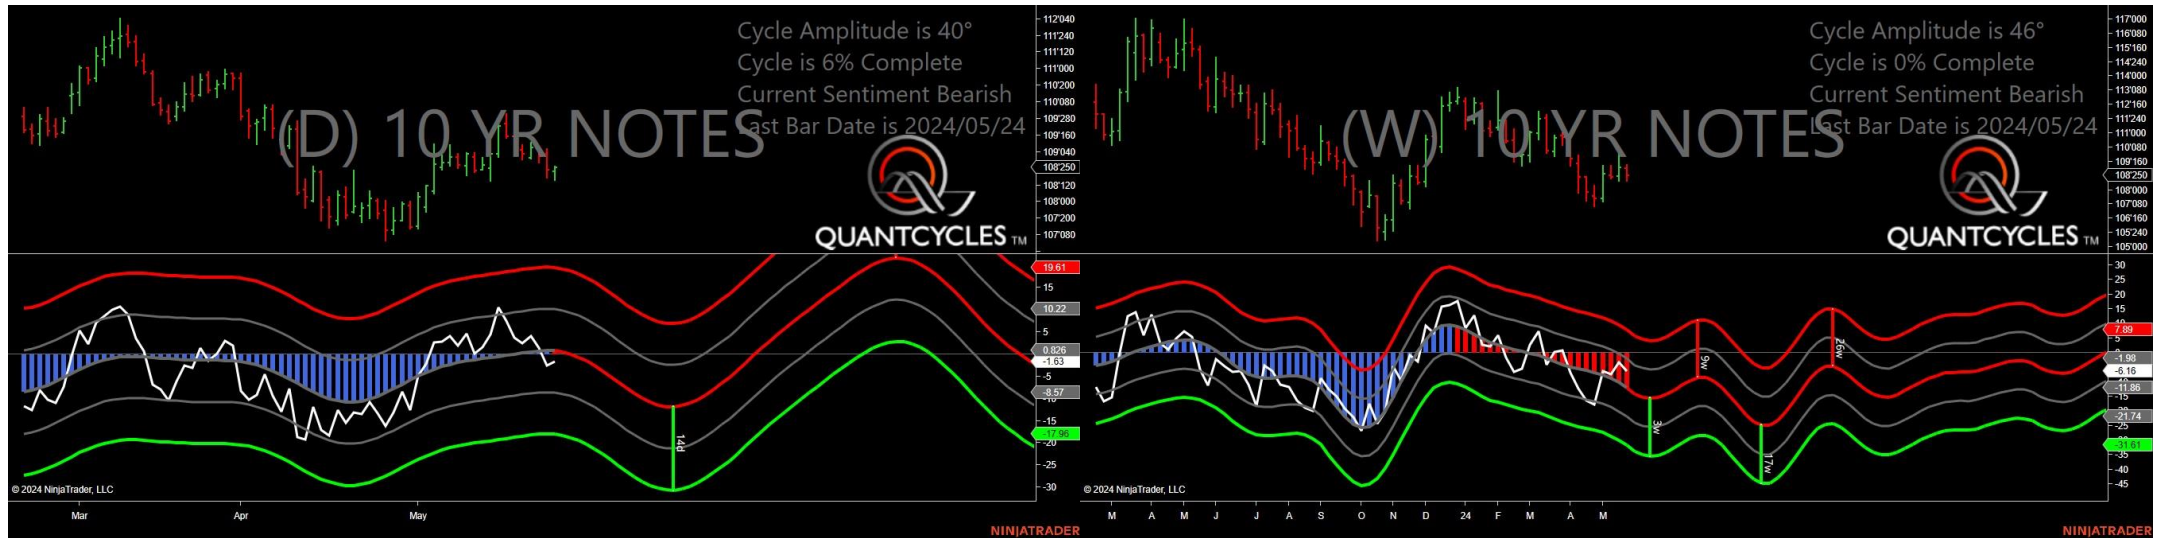 Cycle Amplitude is 40°
Cycle is 6% Complete
Current Sentiment Bearish
Last Bar Date is 2024/05/24
(D) 10 YR NOTES
QUANTCYCLES TM
112'040
111'240
111'120
111'000
110'200
110'080
109'280
109'160
109'040
108'250
108'120
108'000
107'200
107'080
19.61
15
10.22
5
0.826
-1.63
-5
-8.57
-15
-17.96
-20
-25
-30
14d
© 2024 NinjaTrader, LLC
Mar Apr May
NINJATRADER
Cycle Amplitude is 46°
Cycle is 0% Complete
Current Sentiment Bearish
Last Bar Date is 2024/05/24
(W) 10 YR NOTES
QUANTCYCLES TM
117'000
116'080
115'160
114'240
114'000
113'080
112'160
111'240
111'000
110'080
109'160
108'250
108'000
107'080
106'160
105'240
105'000
30
25
20
15
7.89
5
-1.98
-6.16
-11.86
-15
-21.74
-25
-31.61
-35
-45
9w
26w
3w
17w
© 2024 NinjaTrader, LLC
M A M J J A S O N D 24 F M A M
NINJATRADER